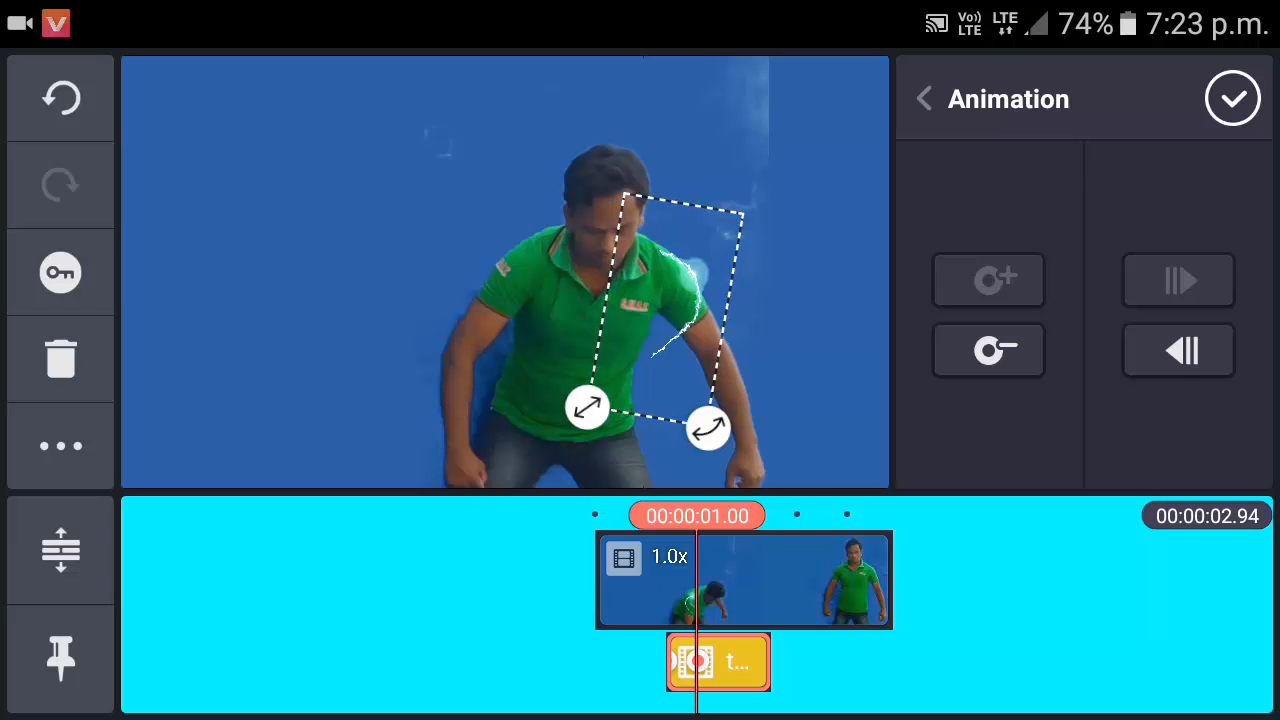 Vo)) LTE LTE 74% 7:23 p.m.
Animation
00:00:01.00
00:00:02.94
1.0x
t...